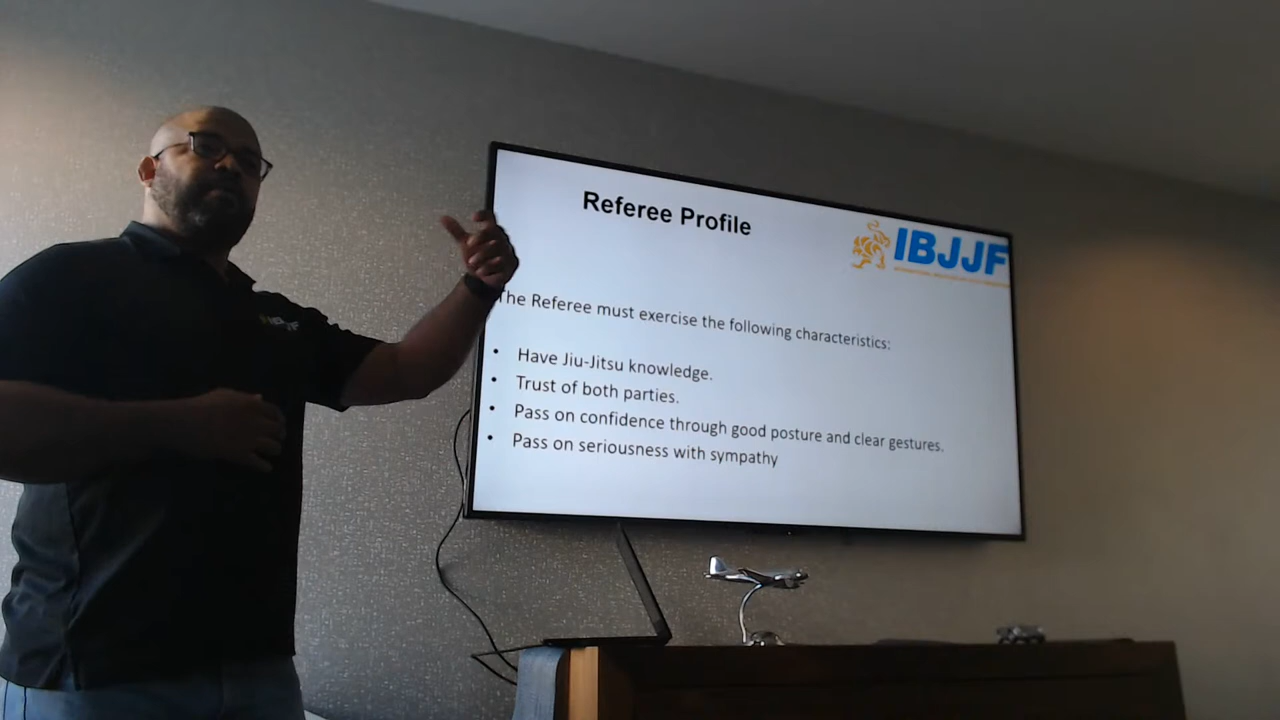 Referee Profile
IBJJF
The Referee must exercise the following characteristics:
• Have Jiu-Jitsu knowledge.
• Trust of both parties.
• Pass on confidence through good posture and clear gestures.
• Pass on seriousness with sympathy